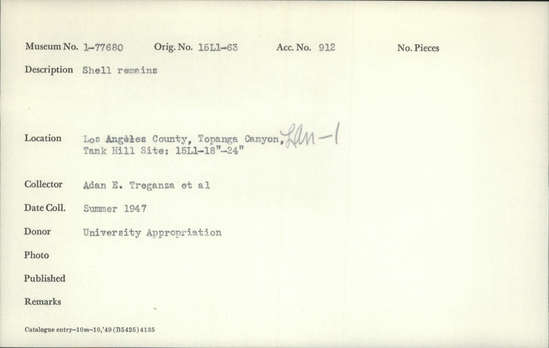 Museum No. 1-77680 Orig. No. 15L1-63 Acc. No. 912 No. Pieces
Description Shell remains
Location Los Angeles County, Topanga Canyon, LAn-1
Tank Hill Site: 15L1-18"-24"
Collector Adan E. Treganza et al
Date Coll. Summer 1947
Donor University Appropriation
Photo
Published
Remarks
Catalogue entry-10m-10,'49 (B5425) 4135